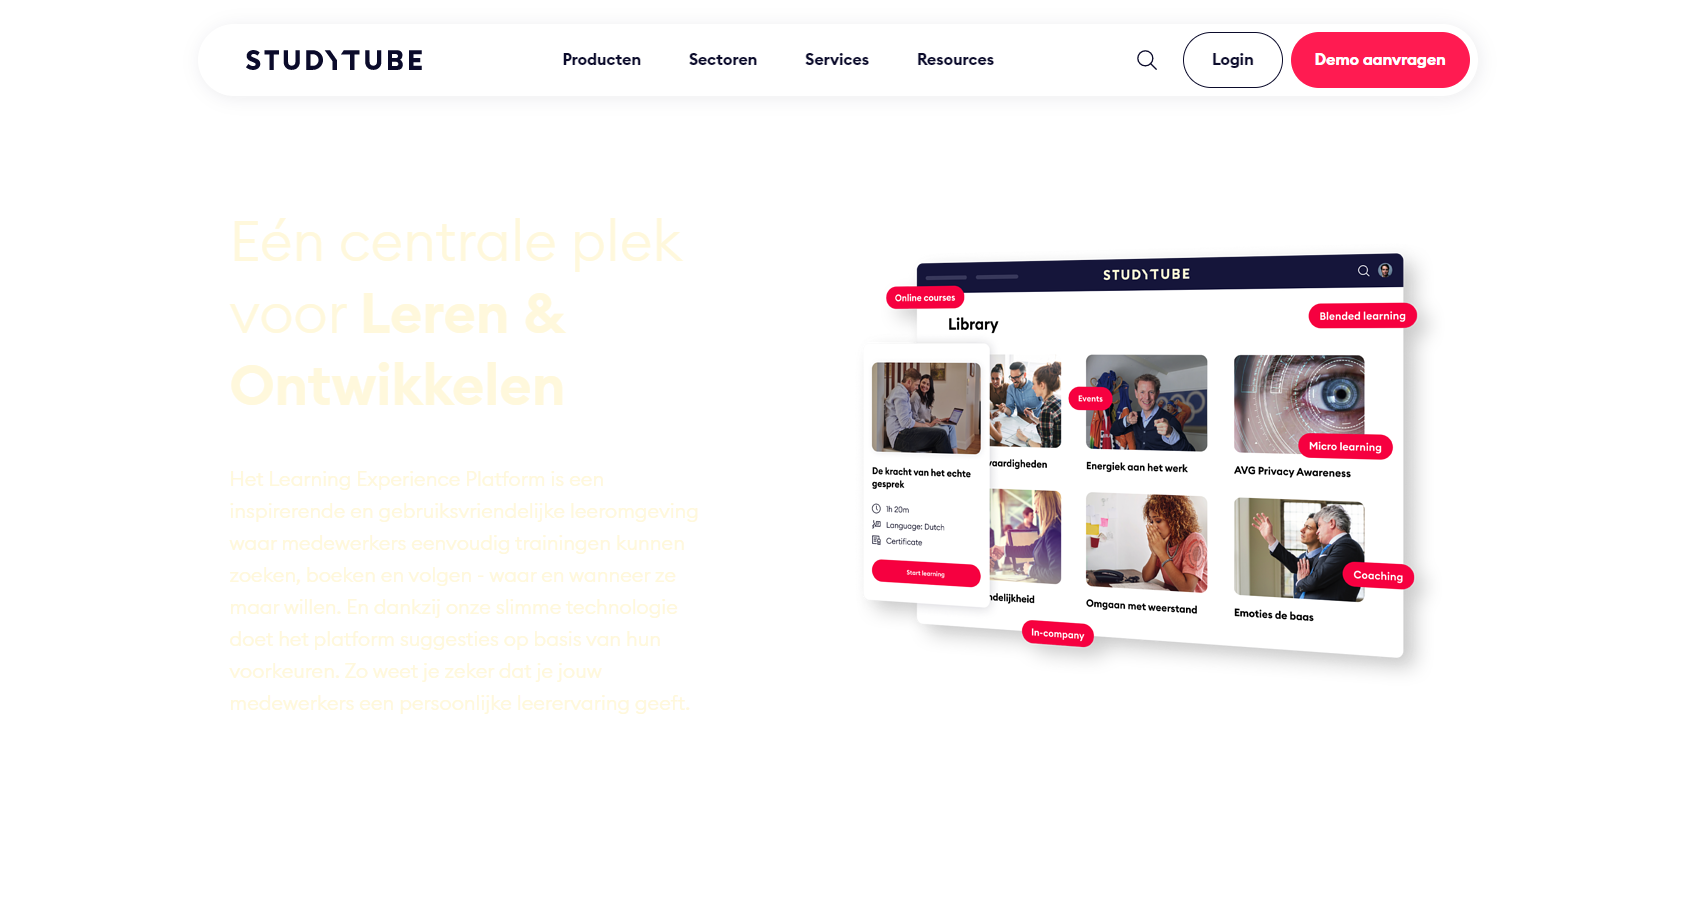 STUDYTUBE
Producten
Sectoren
Services
Resources
Login
Demo aanvragen
Eén centrale plek
voor Leren &
Ontwikkelen
Het Learning Experience Platform is een
inspirerende en gebruiksvriendelijke leeromgeving
waar medewerkers eenvoudig trainingen kunnen
zoeken, boeken en volgen - waar en wanneer ze
maar willen. En dankzij onze slimme technologie
doet het platform suggesties op basis van hun
voorkeuren. Zo weet je zeker dat je jouw
medewerkers een persoonlijke leerervaring geeft.
STUDYTUBE
Online courses
Blended learning
Library
Events
Micro learning
De kracht van het echte
gesprek
1h 20m
Language: Dutch
Certificate
Start learning
vaardigheden
Energiek aan het werk
AVG Privacy Awareness
Coaching
ndelijkheid
Omgaan met weerstand
Emoties de baas
In-company